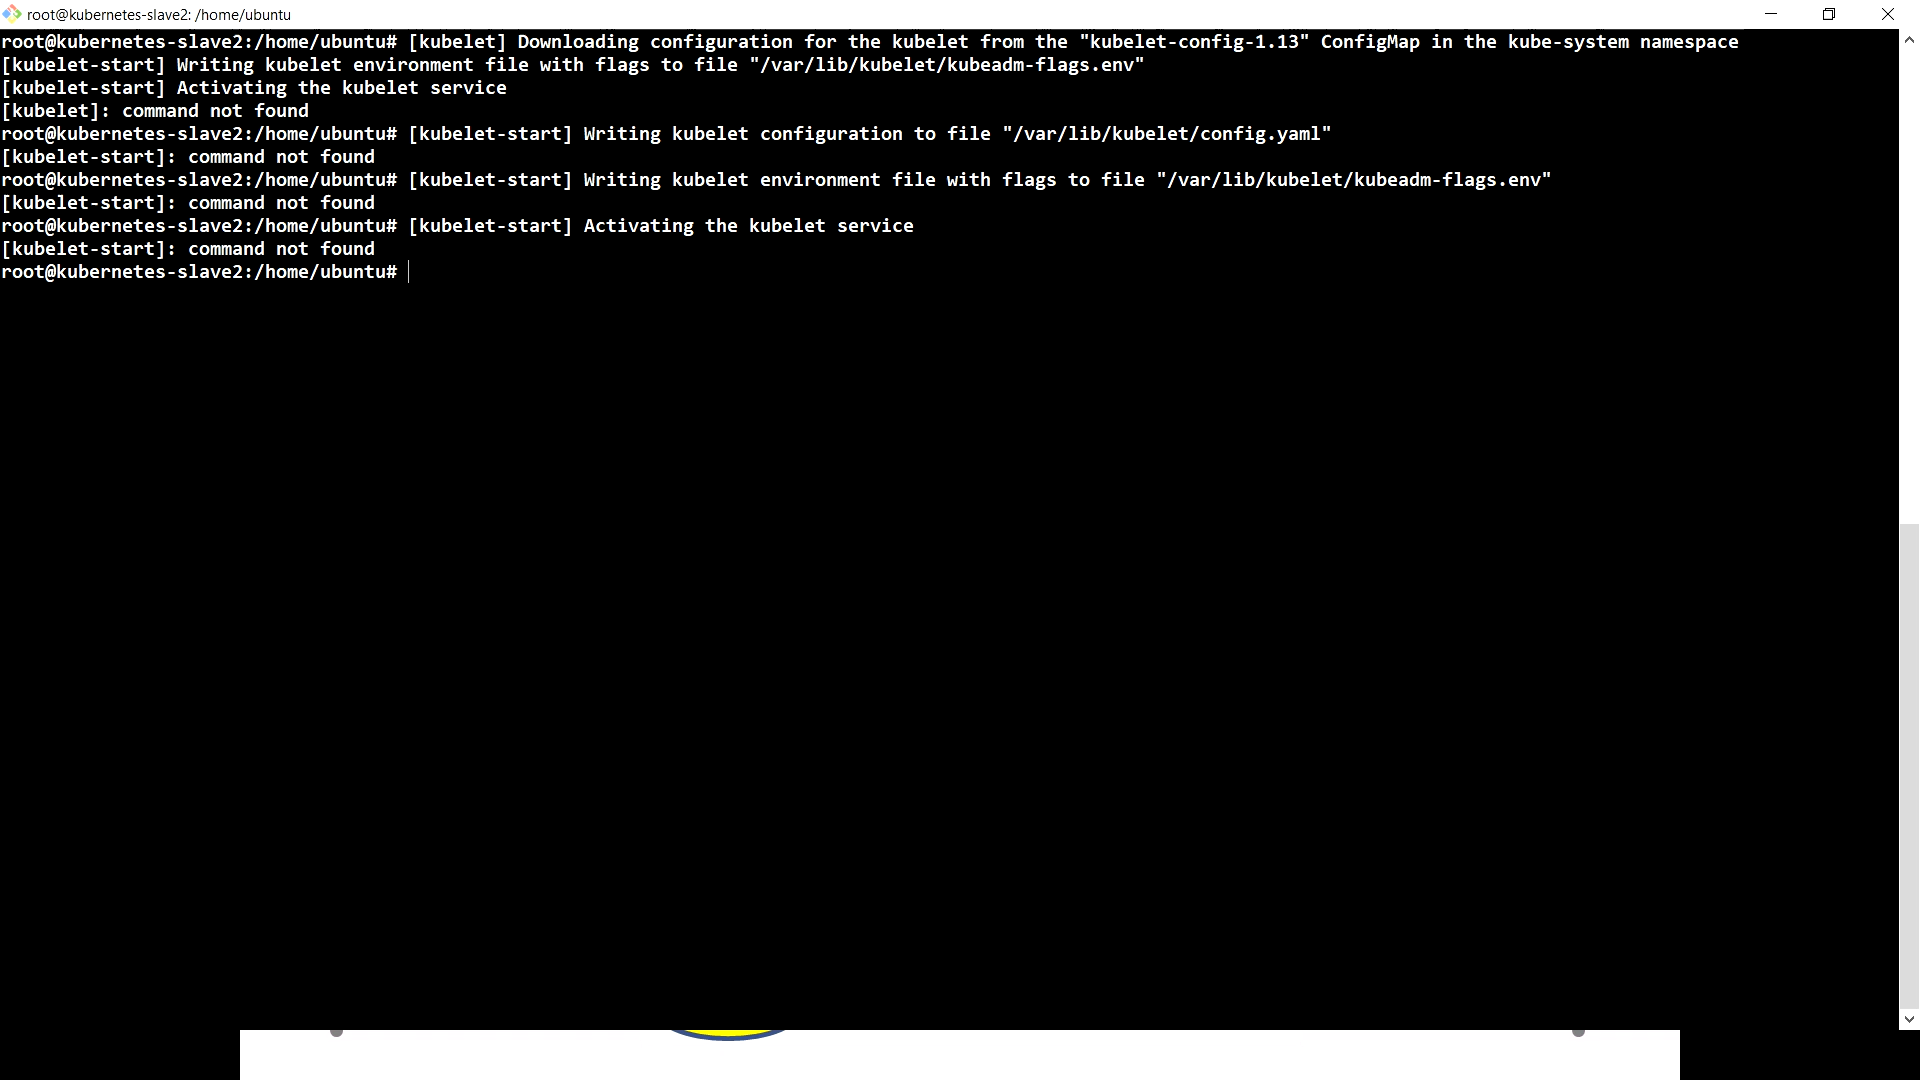 root@kubernetes-slave2: /home/ubuntu
root@kubernetes-slave2:/home/ubuntu# [kubelet] Downloading configuration for the kubelet from the "kubelet-config-1.13" ConfigMap in the kube-system namespace
[kubelet-start] Writing kubelet environment file with flags to file "/var/lib/kubelet/kubeadm-flags.env"
[kubelet-start] Activating the kubelet service
[kubelet]: command not found
root@kubernetes-slave2:/home/ubuntu# [kubelet-start] Writing kubelet configuration to file "/var/lib/kubelet/config.yaml"
[kubelet-start]: command not found
root@kubernetes-slave2:/home/ubuntu# [kubelet-start] Writing kubelet environment file with flags to file "/var/lib/kubelet/kubeadm-flags.env"
[kubelet-start]: command not found
root@kubernetes-slave2:/home/ubuntu# [kubelet-start] Activating the kubelet service
[kubelet-start]: command not found
root@kubernetes-slave2:/home/ubuntu#